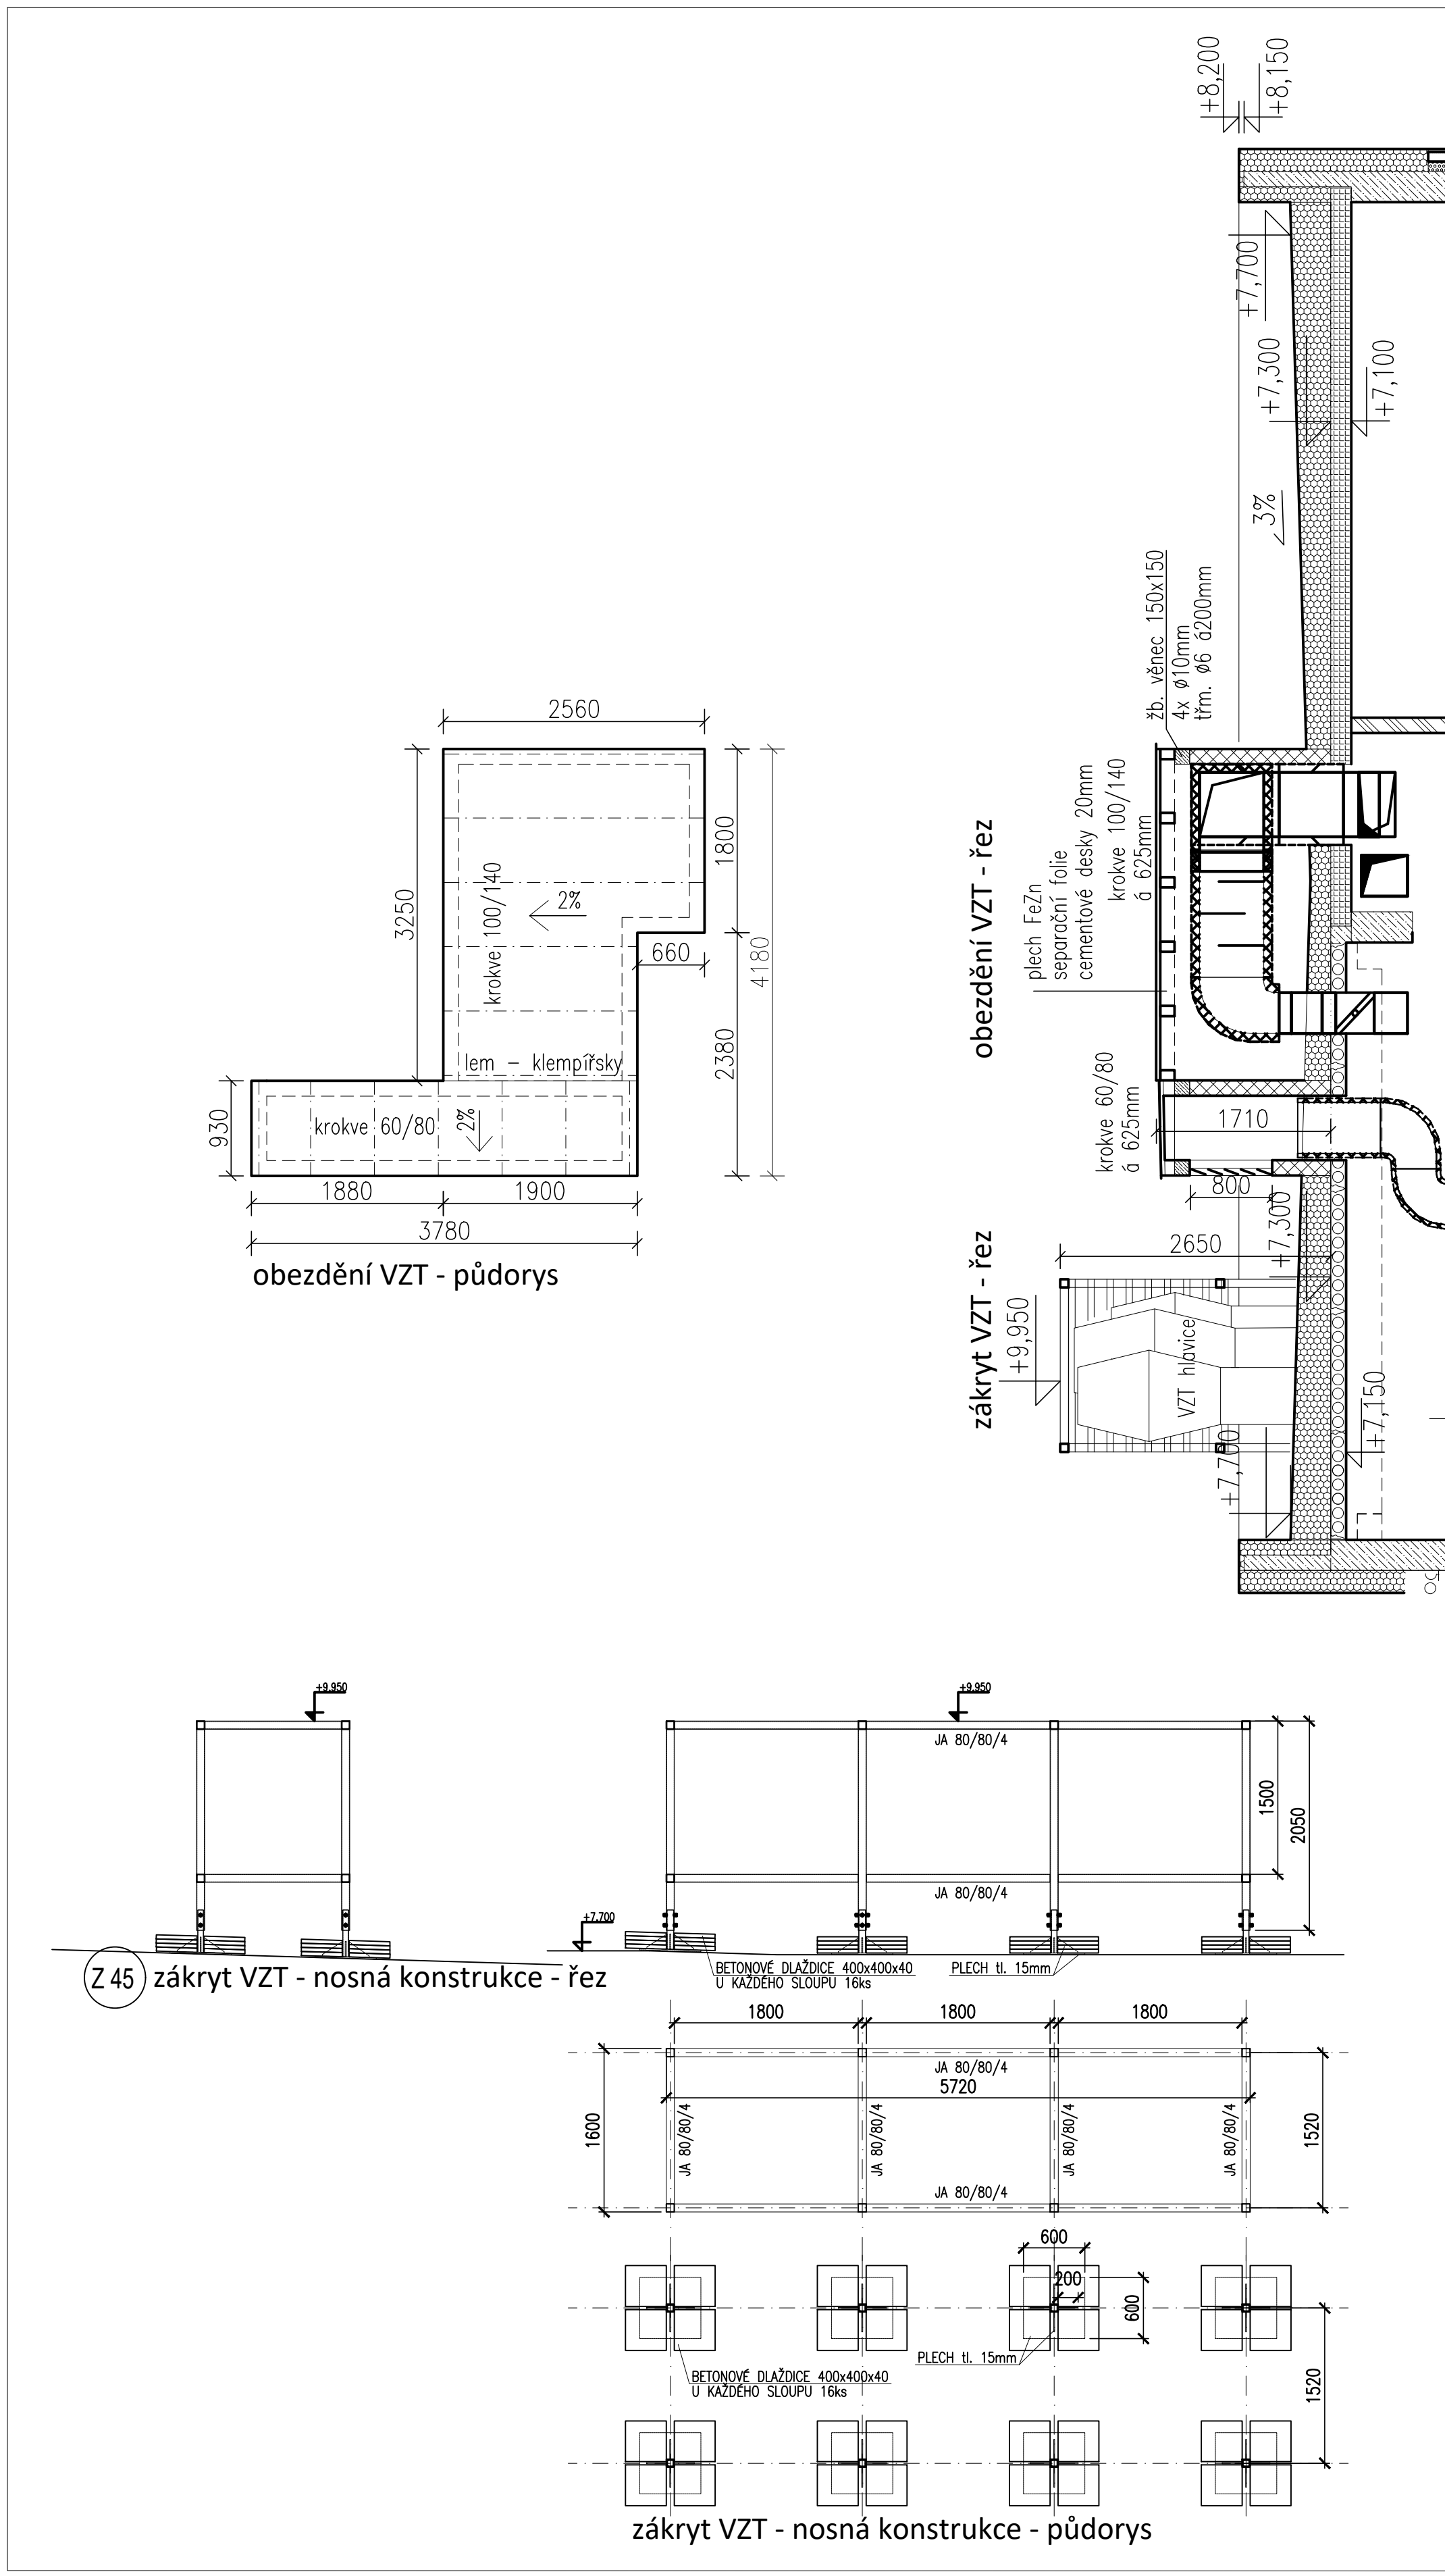 +8,200
+8,150
+7,700
+7,300
+7,100
3%
žb. věnec 150x150
4x ø10mm
třm. ø6 á200mm
obezdění VZT - řez
plech FeZn
separační folie
cementové desky 20mm
krokve 100/140
á 625mm
krokve 60/80
á 625mm
1710
800
2560
3250
1800
krokve 100/140
2%
660
4180
2380
lem – klempířsky
930
krokve 60/80
2%
1880
1900
3780
obezdění VZT - půdorys
zákryt VZT - řez
2650
+7,300
+9,950
VZT hlavice
+7,700
+7,150
+9.950
+9.950
JA 80/80/4
1500
2050
JA 80/80/4
+7.700
BETONOVÉ DLAŽDICE 400x400x40
U KAŽDÉHO SLOUPU 16ks
PLECH tl. 15mm
Z 45
zákryt VZT - nosná konstrukce - řez
1800
1800
1800
JA 80/80/4
5720
1600
JA 80/80/4
JA 80/80/4
JA 80/80/4
JA 80/80/4
1520
JA 80/80/4
600
200
600
PLECH tl. 15mm
BETONOVÉ DLAŽDICE 400x400x40
U KAŽDÉHO SLOUPU 16ks
1520
zákryt VZT - nosná konstrukce - půdorys